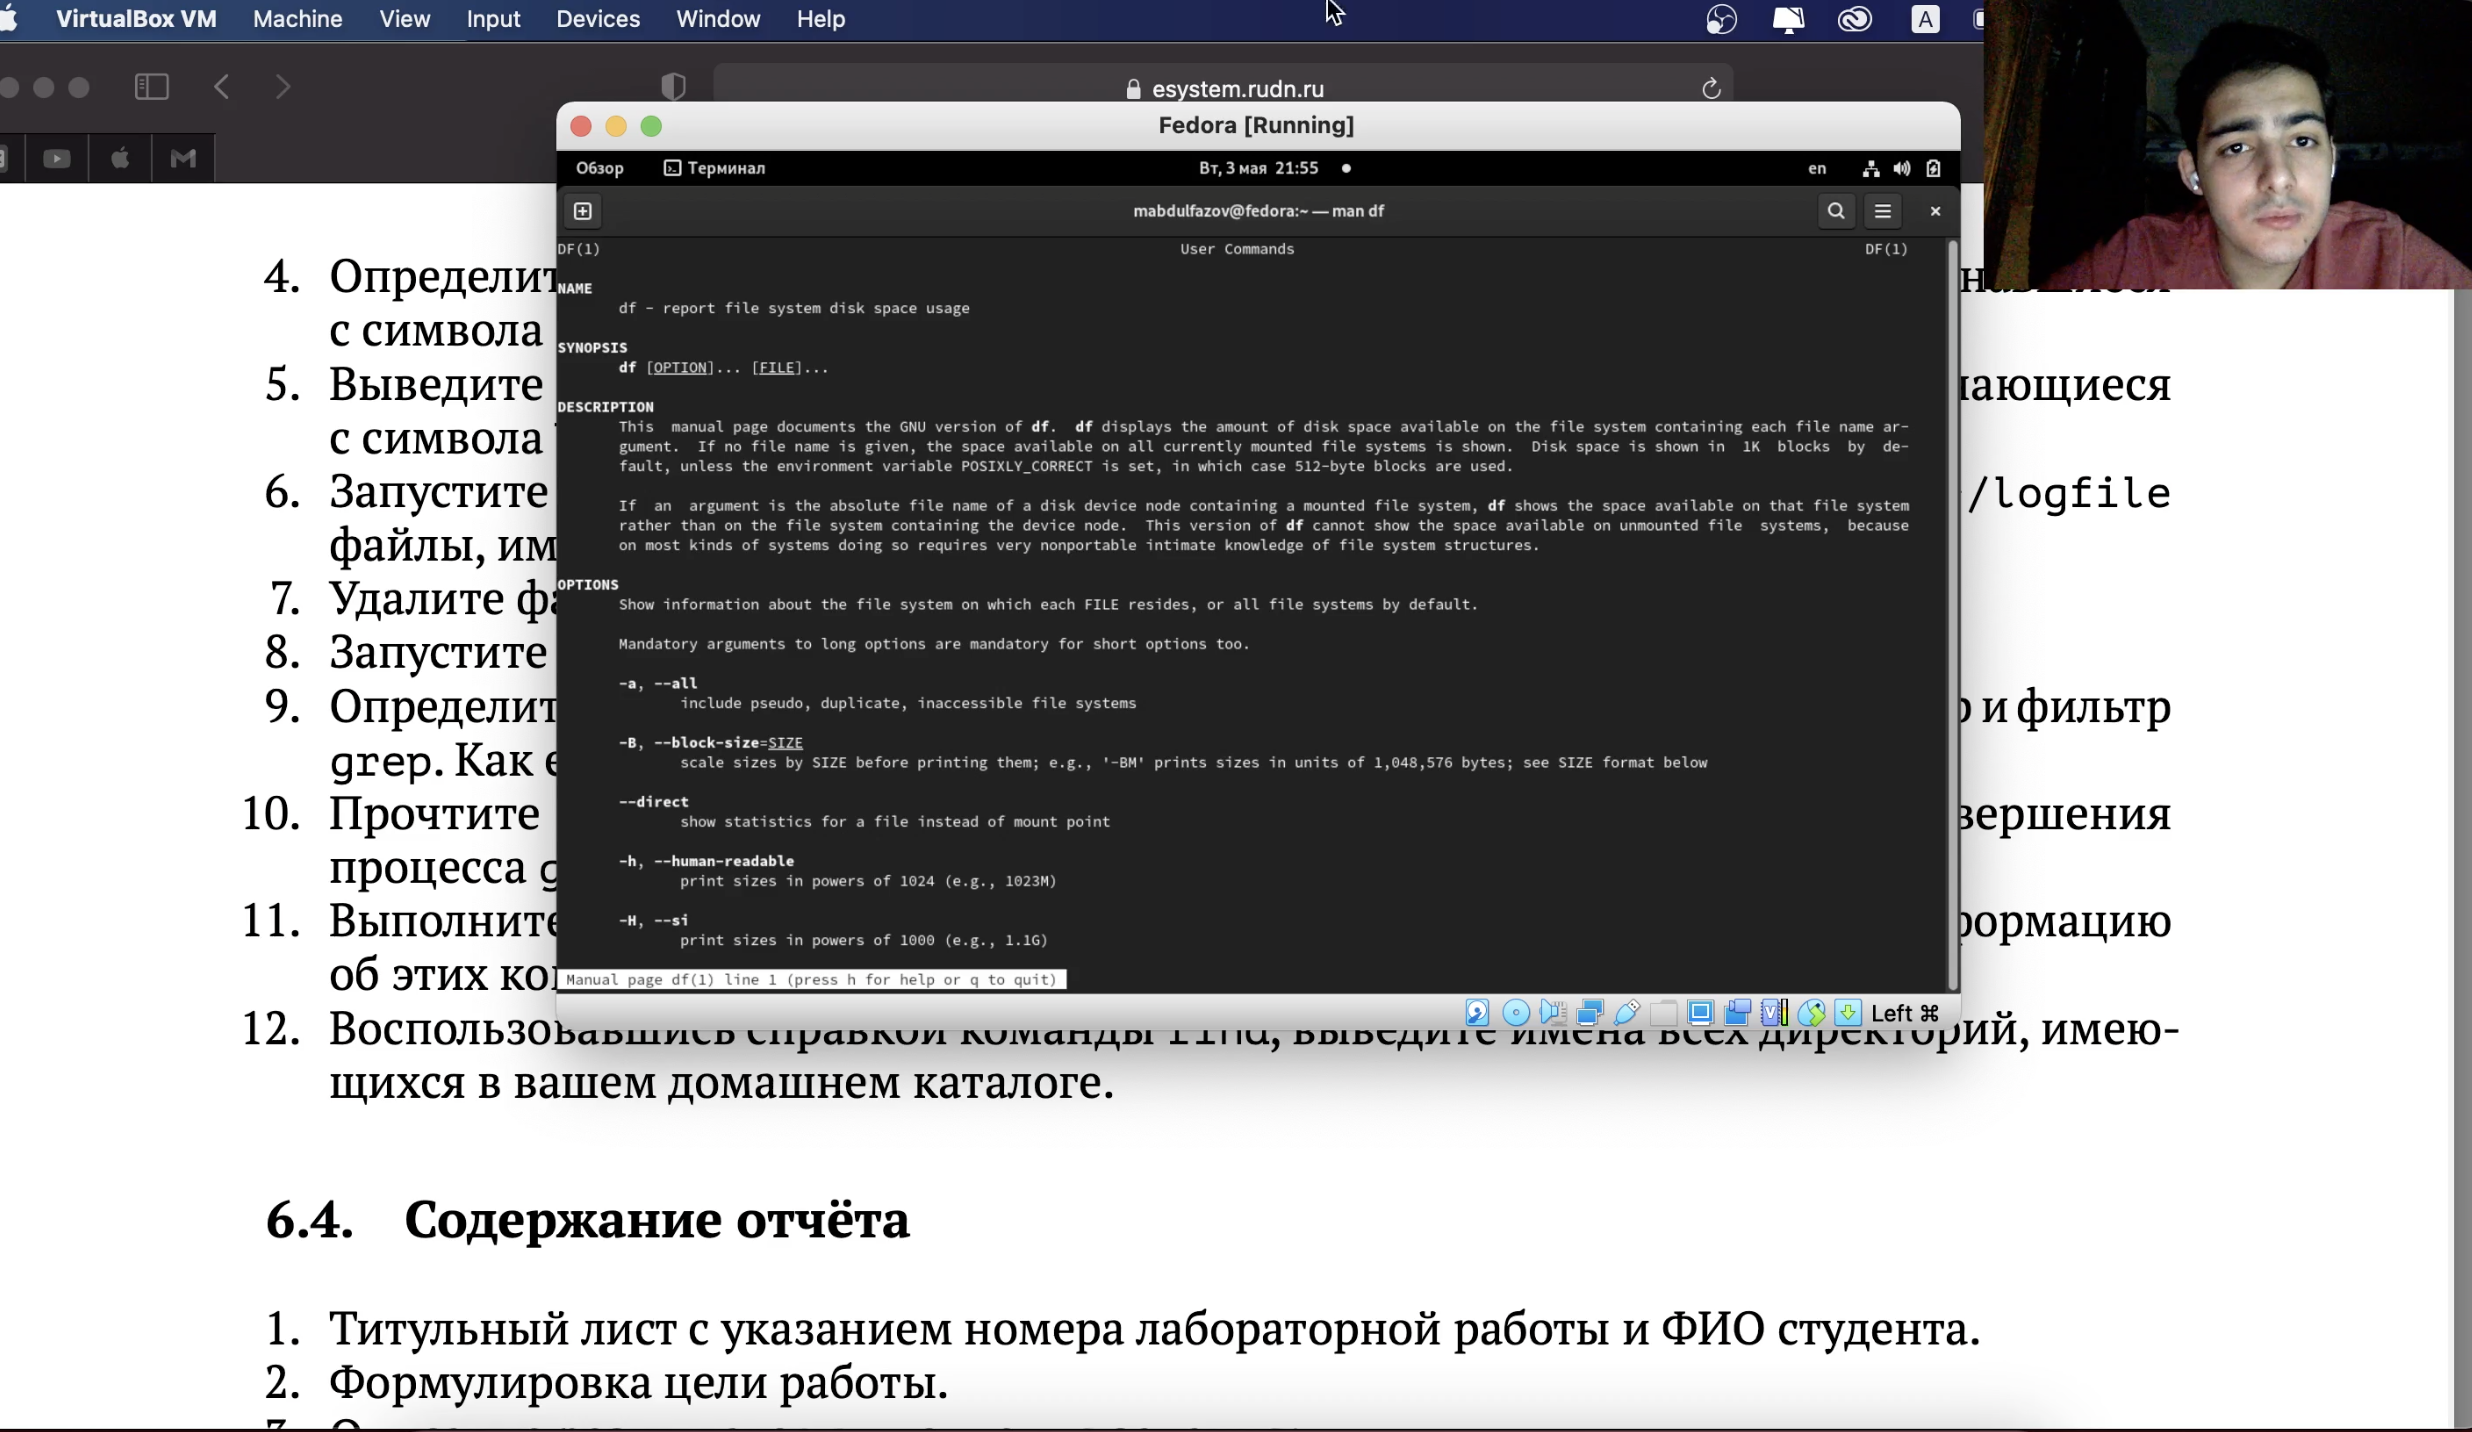 VirtualBox VM Machine View Input Devices Window Help
A
esystem.rudn.ru
Fedora [Running]
Обзор Терминал Вт, 3 мая 21:55 en
mabdulfazov@fedora:~ — man df
DF(1) User Commands DF(1)
NAME
df - report file system disk space usage
SYNOPSIS
df [OPTION]... [FILE]...
DESCRIPTION
This manual page documents the GNU version of df. df displays the amount of disk space available on the file system containing each file name ar-
gument. If no file name is given, the space available on all currently mounted file systems is shown. Disk space is shown in 1K blocks by de-
fault, unless the environment variable POSIXLY_CORRECT is set, in which case 512-byte blocks are used.
If an argument is the absolute file name of a disk device node containing a mounted file system, df shows the space available on that file system
rather than on the file system containing the device node. This version of df cannot show the space available on unmounted file systems, because
on most kinds of systems doing so requires very nonportable intimate knowledge of file system structures.
OPTIONS
Show information about the file system on which each FILE resides, or all file systems by default.
Mandatory arguments to long options are mandatory for short options too.
-a, --all
include pseudo, duplicate, inaccessible file systems
-B, --block-size=SIZE
scale sizes by SIZE before printing them; e.g., '-BM' prints sizes in units of 1,048,576 bytes; see SIZE format below
--direct
show statistics for a file instead of mount point
-h, --human-readable
print sizes in powers of 1024 (e.g., 1023M)
-H, --si
print sizes in powers of 1000 (e.g., 1.1G)
Manual page df(1) line 1 (press h for help or q to quit)
Left ⌘
4. Определит
с символа
5. Выведите ающиеся
с символа
6. Запустите /logfile
файлы, им
7. Удалите фа
8. Запустите
9. Определит и фильтр
grep. Как
10. Прочтите вершения
процесса g
11. Выполните формацию
об этих ко
12. Воспользовавшись справкой команды find, выведите имена всех директорий, имею-
щихся в вашем домашнем каталоге.
6.4. Содержание отчёта
1. Титульный лист с указанием номера лабораторной работы и ФИО студента.
2. Формулировка цели работы.